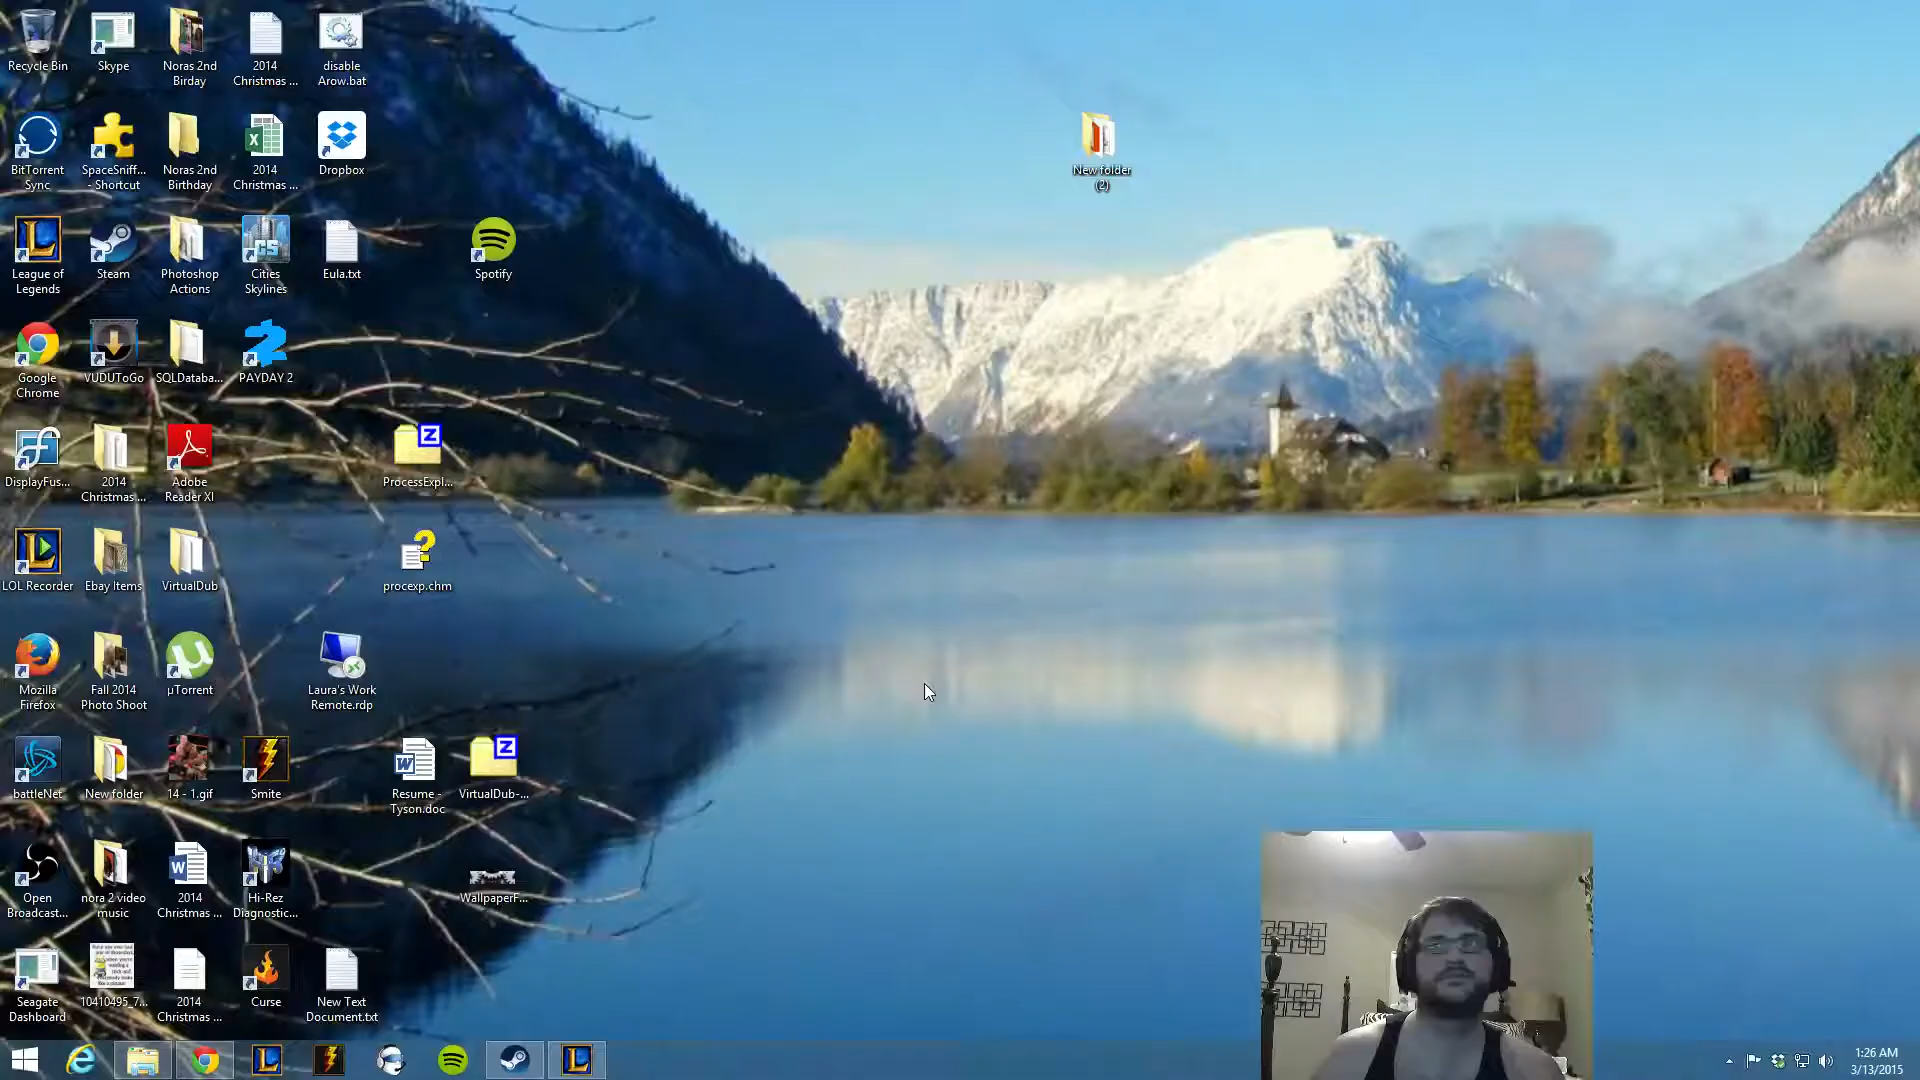 Recycle Bin
Skype
Noras 2nd
Birday
2014
Christmas ...
disable
Arow.bat
BitTorrent
Sync
SpaceSniff...
- Shortcut
Noras 2nd
Birthday
2014
Christmas ...
Dropbox
New folder
(2)
League of
Legends
Steam
Photoshop
Actions
Cities
Skylines
Eula.txt
Spotify
Google
Chrome
VUDUToGo
SQLDataba...
PAYDAY 2
DisplayFus...
2014
Christmas ...
Adobe
Reader XI
ProcessExpl...
LOL Recorder
Ebay Items
VirtualDub
procexp.chm
Mozilla
Firefox
Fall 2014
Photo Shoot
µTorrent
Laura's Work
Remote.rdp
battleNet
New folder
14 - 1.gif
Smite
Resume -
Tyson.doc
VirtualDub-...
Open
Broadcast...
nora 2 video
music
2014
Christmas ...
Hi-Rez
Diagnostic...
WallpaperF...
Seagate
Dashboard
10410495_7...
2014
Christmas ...
Curse
New Text
Document.txt
1:26 AM
3/13/2015